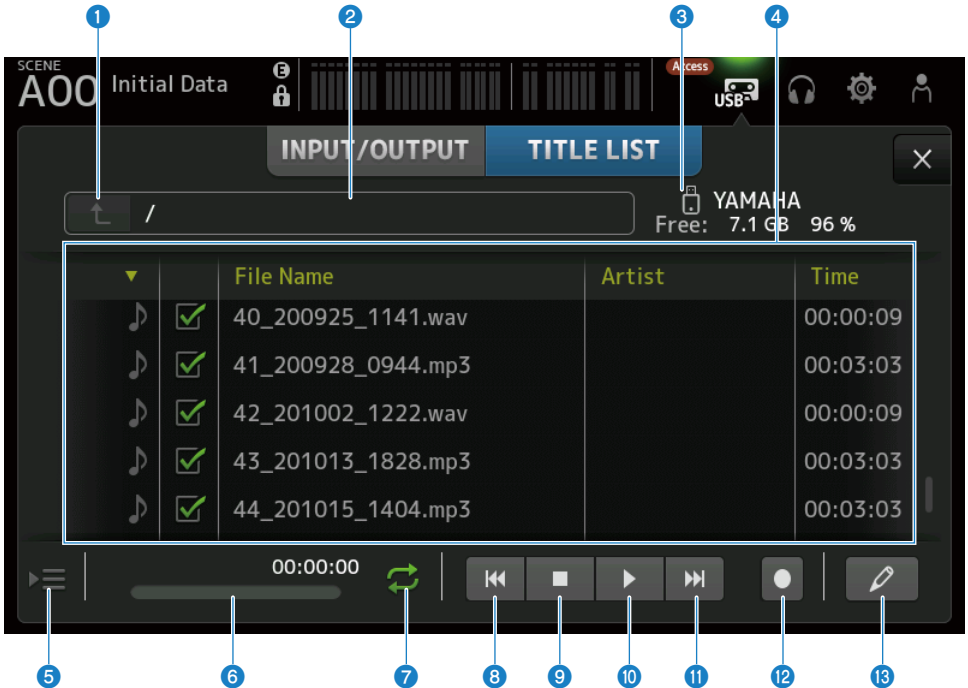 1 2 3 4
SCENE
A00 Initial Data E Access USB
INPUT/OUTPUT TITLE LIST
/ YAMAHA
Free: 7.1 GB 96 %
File Name Artist Time
40_200925_1141.wav 00:00:09
41_200928_0944.mp3 00:03:03
42_201002_1222.wav 00:00:09
43_201013_1828.mp3 00:03:03
44_201015_1404.mp3 00:03:03
00:00:00
5 6 7 8 9 10 11 12 13